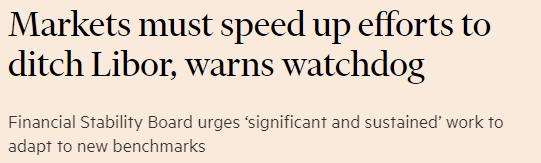 Markets must speed up efforts to
ditch Libor, warns watchdog
Financial Stability Board urges ‘significant and sustained’ work to
adapt to new benchmarks